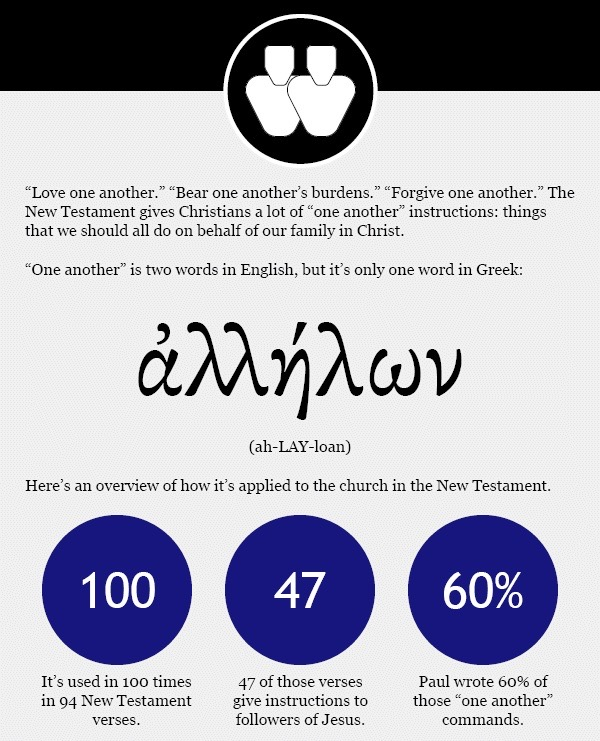 “Love one another.” “Bear one another’s burdens.” “Forgive one another.” The
New Testament gives Christians a lot of “one another” instructions: things
that we should all do on behalf of our family in Christ.
“One another” is two words in English, but it’s only one word in Greek:
ἀλλήλων
(ah-LAY-loan)
Here’s an overview of how it’s applied to the church in the New Testament.
100
It’s used in 100 times
in 94 New Testament
verses.
47
47 of those verses
give instructions to
followers of Jesus.
60%
Paul wrote 60% of
those “one another”
commands.